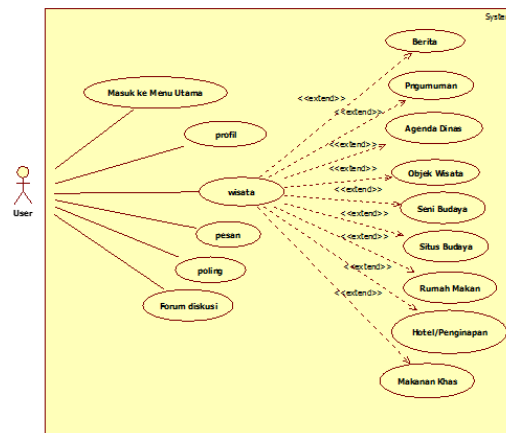 System
Berita
Masuk ke Menu Utama
Pngumuman
<<extend>>
<<extend>>
profil
Agenda Dinas
<<extend>>
<<extend>>
Objek Wisata
wisata
<<extend>>
Seni Budaya
User
<<extend>>
pesan
Situs Budaya
<<extend>>
poling
<<extend>>
Rumah Makan
<<extend>>
Forum diskusi
Hotel/Penginapan
Makanan Khas